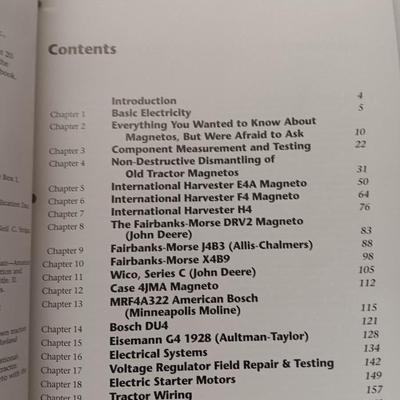 Contents
Introduction 4
Chapter 1 Basic Electricity 5
Chapter 2 Everything You Wanted to Know About
Magnetos, But Were Afraid to Ask 10
Chapter 3 Component Measurement and Testing 22
Chapter 4 Non-Destructive Dismantling of
Old Tractor Magnetos 31
Chapter 5 International Harvester E4A Magneto 50
Chapter 6 International Harvester F4 Magneto 64
Chapter 7 International Harvester H4 76
Chapter 8 The Fairbanks-Morse DRV2 Magneto
(John Deere) 83
Chapter 9 Fairbanks-Morse J4B3 (Allis-Chalmers) 88
Chapter 10 Fairbanks-Morse X4B9 98
Chapter 11 Wico, Series C (John Deere) 105
Chapter 12 Case 4JMA Magneto 112
Chapter 13 MRF4A322 American Bosch
(Minneapolis Moline) 115
Chapter 14 Bosch DU4 121
Chapter 15 Eisemann G4 1928 (Aultman-Taylor) 128
Chapter 16 Electrical Systems 134
Chapter 17 Voltage Regulator Field Repair & Testing 142
Chapter 18 Electric Starter Motors 149
Chapter 19 Tractor Wiring 157